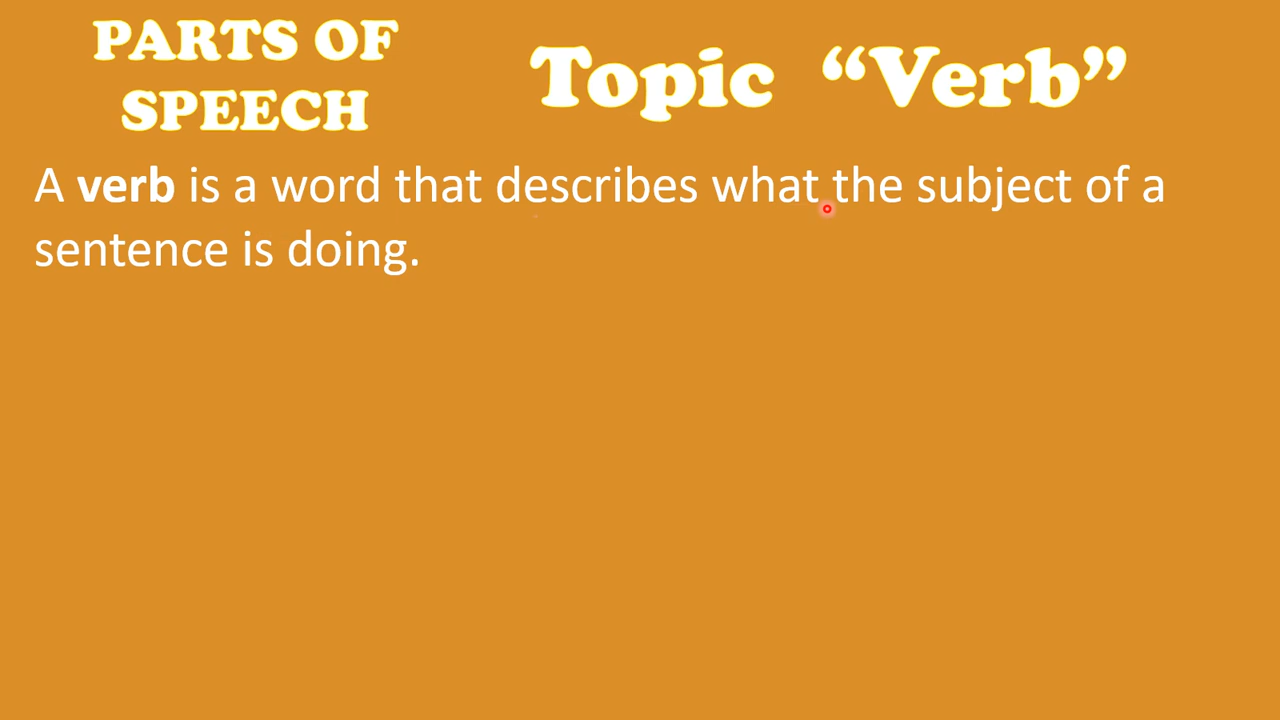 PARTS OF
SPEECH
Topic “Verb”
A verb is a word that describes what the subject of a
sentence is doing.